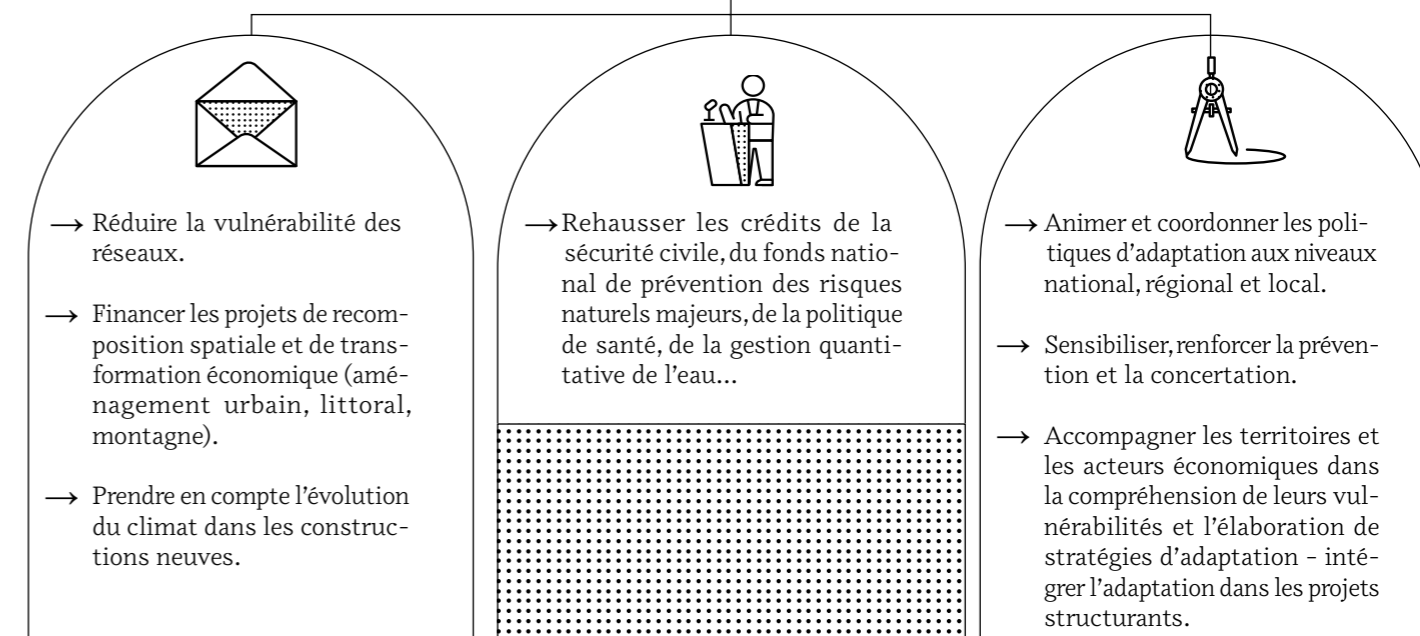 → Réduire la vulnérabilité des
réseaux.
→ Financer les projets de recom-
position spatiale et de trans-
formation économique (amé-
nagement urbain, littoral,
montagne).
→ Prendre en compte l'évolution
du climat dans les construc-
tions neuves.
→ Rehausser les crédits de la
sécurité civile, du fonds natio-
nal de prévention des risques
naturels majeurs, de la politique
de santé, de la gestion quanti-
tative de l'eau...
→ Animer et coordonner les poli-
tiques d'adaptation aux niveaux
national, régional et local.
→ Sensibiliser, renforcer la préven-
tion et la concertation.
→ Accompagner les territoires et
les acteurs économiques dans
la compréhension de leurs vul-
nérabilités et l'élaboration de
stratégies d'adaptation - inté-
grer l'adaptation dans les projets
structurants.